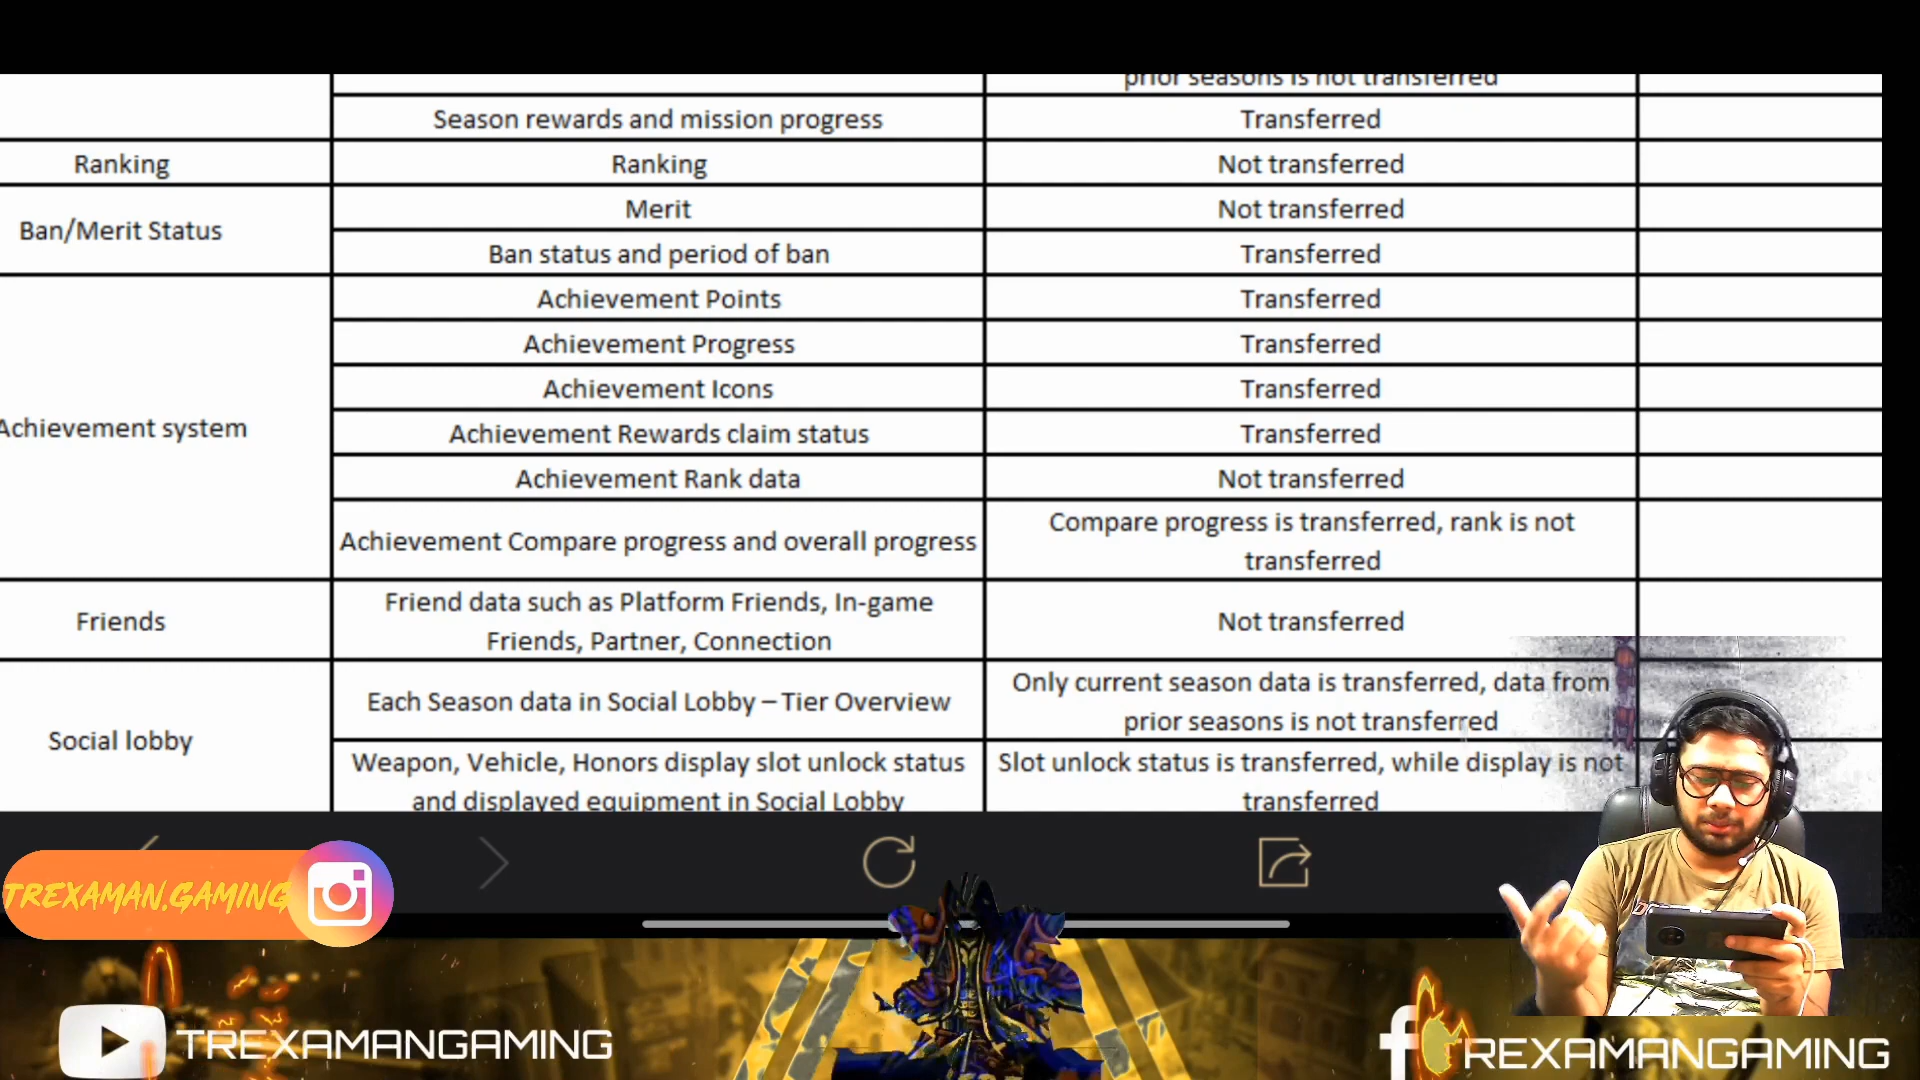 prior seasons is not transferred
Season rewards and mission progress
Transferred
Ranking
Ranking
Not transferred
Ban/Merit Status
Merit
Not transferred
Ban status and period of ban
Transferred
Achievement system
Achievement Points
Transferred
Achievement Progress
Transferred
Achievement Icons
Transferred
Achievement Rewards claim status
Transferred
Achievement Rank data
Not transferred
Achievement Compare progress and overall progress
Compare progress is transferred, rank is not
transferred
Friends
Friend data such as Platform Friends, In-game
Friends, Partner, Connection
Not transferred
Social lobby
Each Season data in Social Lobby – Tier Overview
Only current season data is transferred, data from
prior seasons is not transferred
Weapon, Vehicle, Honors display slot unlock status
and displayed equipment in Social Lobby
Slot unlock status is transferred, while display is not
transferred
TREXAMAN.GAMING
TREXAMANGAMING
TREXAMANGAMING